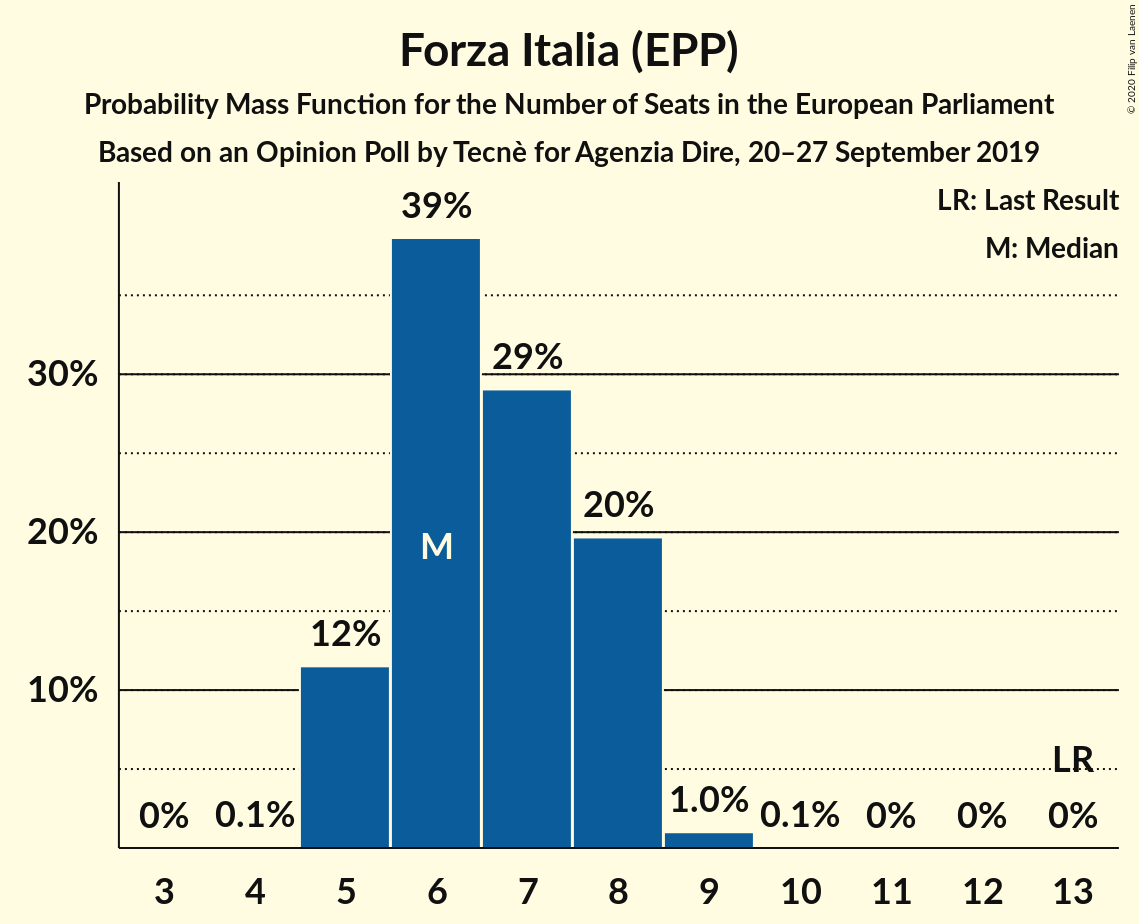 Forza Italia (EPP)
Probability Mass Function for the Number of Seats in the European Parliament
Based on an Opinion Poll by Tecnè for Agenzia Dire, 20–27 September 2019
© 2020 Filip van Laenen
LR: Last Result
M: Median
39%
30%
29%
20%
20%
M
12%
10%
LR
0%
0.1%
1.0%
0.1%
0%
0%
0%
3 4 5 6 7 8 9 10 11 12 13